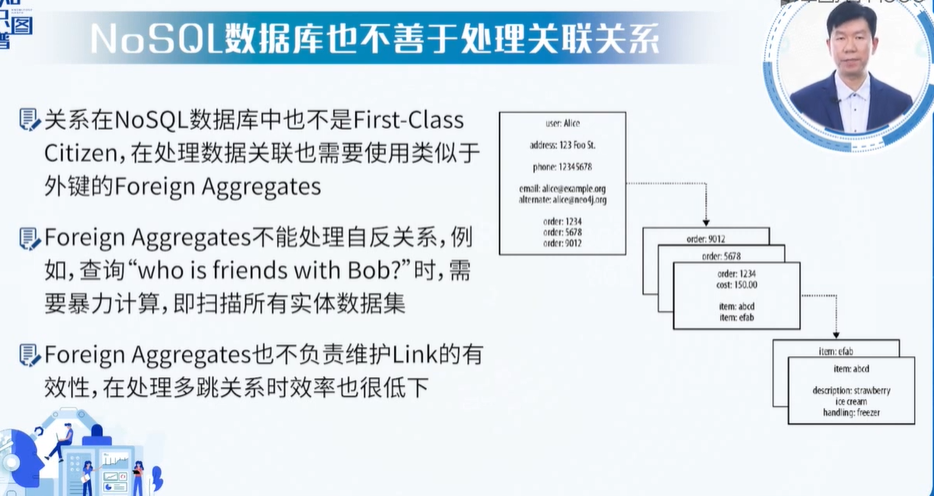 NoSQL数据库也不善于处理关联关系
关系在NoSQL数据库中也不是First-Class
Citizen，在处理数据关联也需要使用类似于
外键的Foreign Aggregates
Foreign Aggregates不能处理自反关系，例
如，查询“who is friends with Bob?”时，需
要暴力计算，即扫描所有实体数据集
Foreign Aggregates也不负责维护Link的有
效性，在处理多跳关系时效率也很低下
user: Alice
address: 123 Foo St.
phone: 12345678
email: alice@example.org
alternate: alice@neo4j.org
order: 1234
order: 5678
order: 9012
order: 9012
order: 5678
order: 1234
cost: 150.00
item: abcd
item: efab
item: efab
item: abcd
description: strawberry
ice cream
handling: freezer